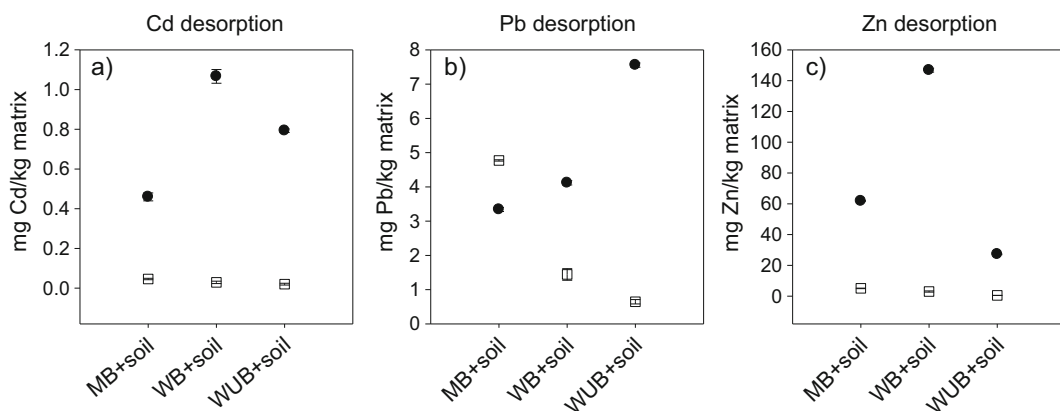 Cd desorption
a)
mg Cd/kg matrix
1.2
1.0
0.8
0.6
0.4
0.2
0.0
MB+soil
WB+soil
WUB+soil
Pb desorption
b)
mg Pb/kg matrix
8
7
6
5
4
3
2
1
0
MB+soil
WB+soil
WUB+soil
Zn desorption
c)
mg Zn/kg matrix
160
140
120
100
80
60
40
20
0
MB+soil
WB+soil
WUB+soil